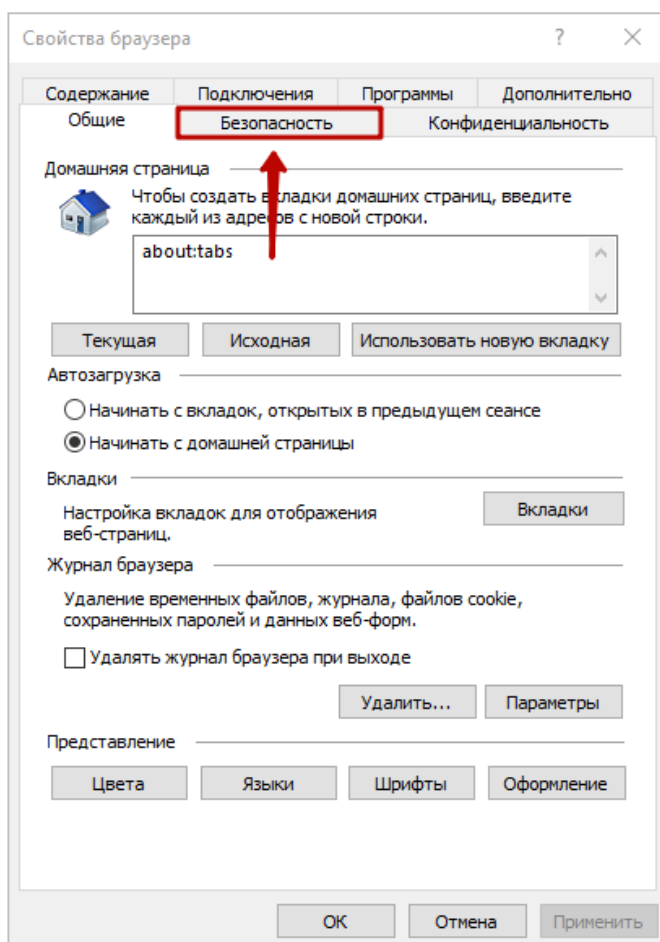 Свойства браузера
?
Содержание Подключения Программы Дополнительно
Общие Безопасность Конфиденциальность
Домашняя страница
Чтобы создать вкладки домашних страниц, введите
каждый из адресов с новой строки.
about:tabs
Текущая Исходная Использовать новую вкладку
Автозагрузка
Начинать с вкладок, открытых в предыдущем сеансе
Начинать с домашней страницы
Вкладки
Настройка вкладок для отображения
веб-страниц.
Вкладки
Журнал браузера
Удаление временных файлов, журнала, файлов cookie,
сохраненных паролей и данных веб-форм.
Удалять журнал браузера при выходе
Удалить... Параметры
Представление
Цвета Языки Шрифты Оформление
ОК Отмена Применить